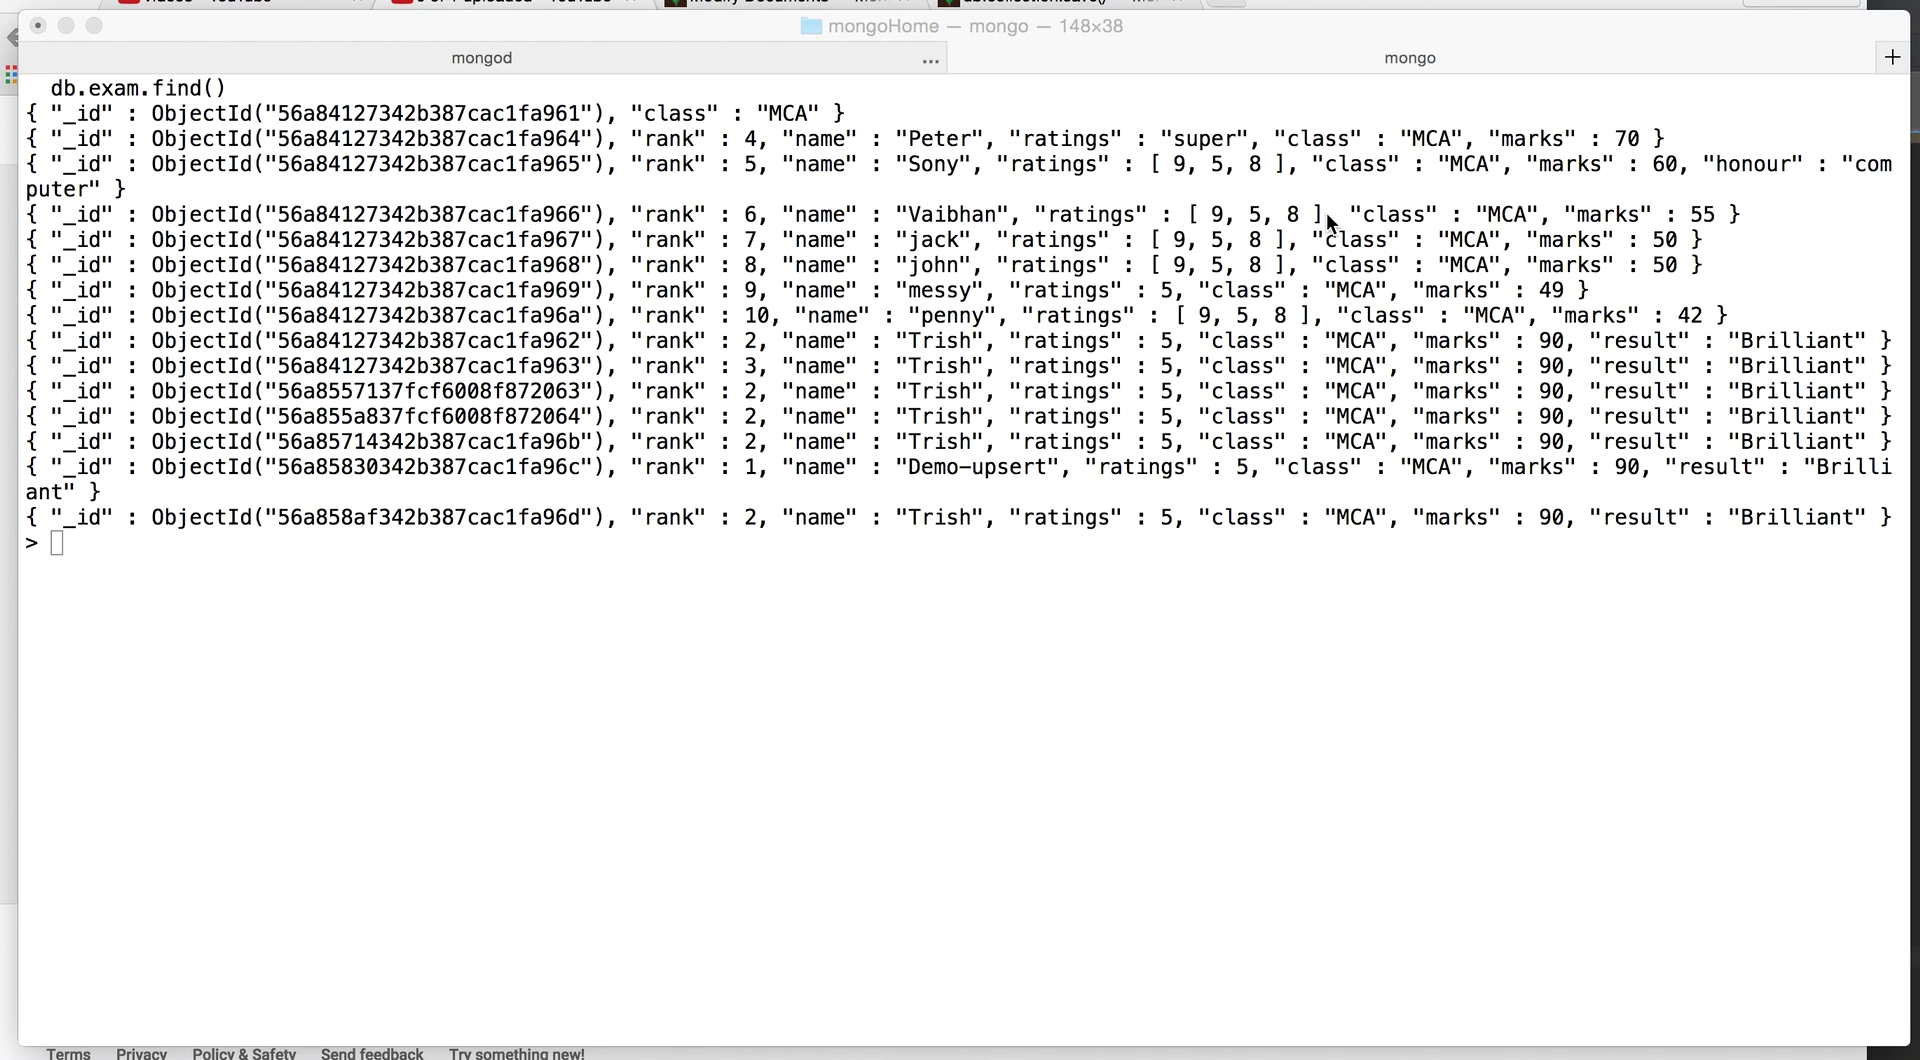 mongoHome — mongo — 148×38
mongod ... mongo +
db.exam.find()
{ "_id" : ObjectId("56a84127342b387cac1fa961"), "class" : "MCA" }
{ "_id" : ObjectId("56a84127342b387cac1fa964"), "rank" : 4, "name" : "Peter", "ratings" : "super", "class" : "MCA", "marks" : 70 }
{ "_id" : ObjectId("56a84127342b387cac1fa965"), "rank" : 5, "name" : "Sony", "ratings" : [ 9, 5, 8 ], "class" : "MCA", "marks" : 60, "honour" : "com
puter" }
{ "_id" : ObjectId("56a84127342b387cac1fa966"), "rank" : 6, "name" : "Vaibhan", "ratings" : [ 9, 5, 8 ], "class" : "MCA", "marks" : 55 }
{ "_id" : ObjectId("56a84127342b387cac1fa967"), "rank" : 7, "name" : "jack", "ratings" : [ 9, 5, 8 ], "class" : "MCA", "marks" : 50 }
{ "_id" : ObjectId("56a84127342b387cac1fa968"), "rank" : 8, "name" : "john", "ratings" : [ 9, 5, 8 ], "class" : "MCA", "marks" : 50 }
{ "_id" : ObjectId("56a84127342b387cac1fa969"), "rank" : 9, "name" : "messy", "ratings" : 5, "class" : "MCA", "marks" : 49 }
{ "_id" : ObjectId("56a84127342b387cac1fa96a"), "rank" : 10, "name" : "penny", "ratings" : [ 9, 5, 8 ], "class" : "MCA", "marks" : 42 }
{ "_id" : ObjectId("56a84127342b387cac1fa962"), "rank" : 2, "name" : "Trish", "ratings" : 5, "class" : "MCA", "marks" : 90, "result" : "Brilliant" }
{ "_id" : ObjectId("56a84127342b387cac1fa963"), "rank" : 3, "name" : "Trish", "ratings" : 5, "class" : "MCA", "marks" : 90, "result" : "Brilliant" }
{ "_id" : ObjectId("56a8557137fcf6008f872063"), "rank" : 2, "name" : "Trish", "ratings" : 5, "class" : "MCA", "marks" : 90, "result" : "Brilliant" }
{ "_id" : ObjectId("56a855a837fcf6008f872064"), "rank" : 2, "name" : "Trish", "ratings" : 5, "class" : "MCA", "marks" : 90, "result" : "Brilliant" }
{ "_id" : ObjectId("56a85714342b387cac1fa96b"), "rank" : 2, "name" : "Trish", "ratings" : 5, "class" : "MCA", "marks" : 90, "result" : "Brilliant" }
{ "_id" : ObjectId("56a85830342b387cac1fa96c"), "rank" : 1, "name" : "Demo-upsert", "ratings" : 5, "class" : "MCA", "marks" : 90, "result" : "Brilli
ant" }
{ "_id" : ObjectId("56a858af342b387cac1fa96d"), "rank" : 2, "name" : "Trish", "ratings" : 5, "class" : "MCA", "marks" : 90, "result" : "Brilliant" }
>
Terms Privacy Policy & Safety Send feedback Try something new!